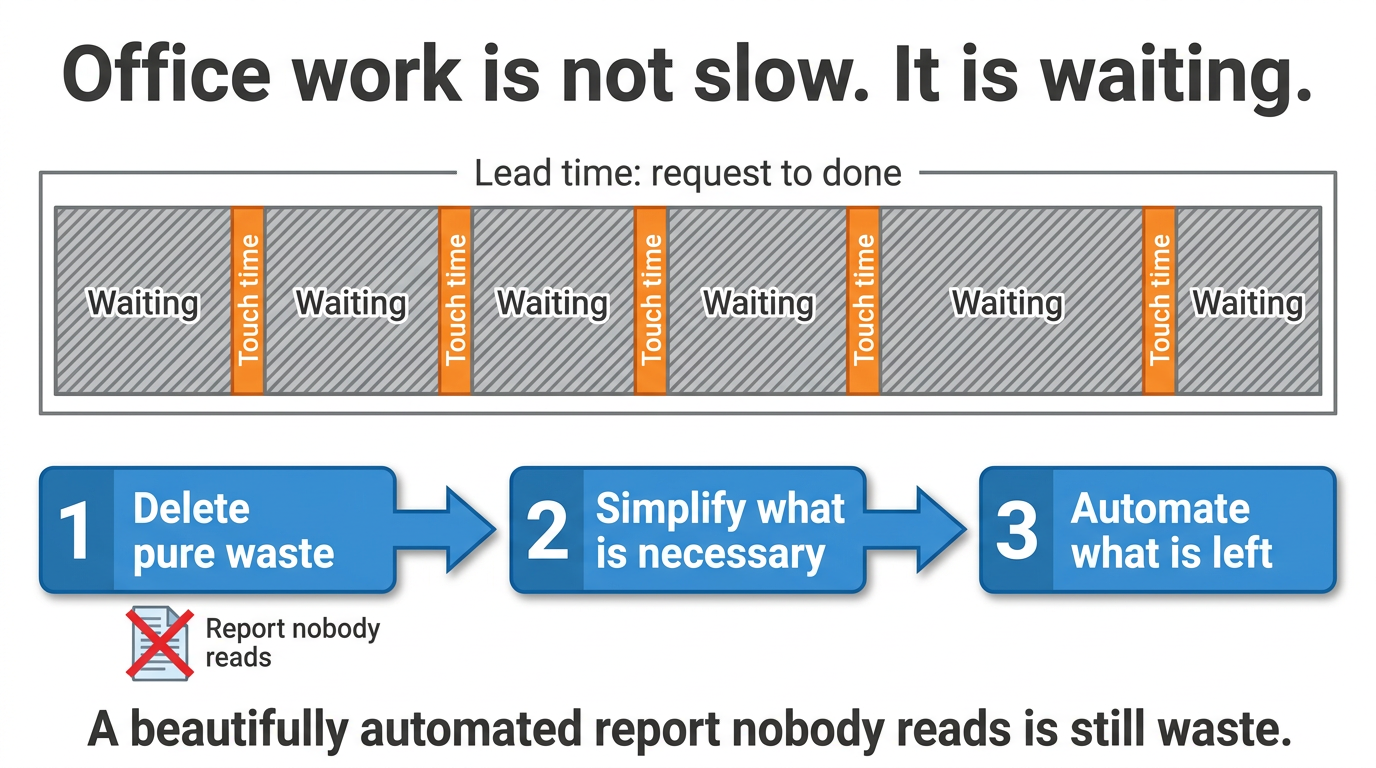 Office work is not slow. It is waiting.
Lead time: request to done
Waiting
Touch time
Waiting
Touch time
Waiting
Touch time
Waiting
Touch time
Waiting
Touch time
Waiting
1
Delete
pure waste
2
Simplify what
is necessary
3
Automate
what is left
Report nobody
reads
A beautifully automated report nobody reads is still waste.